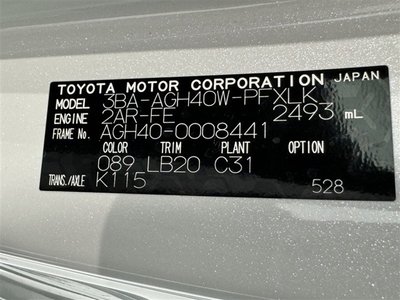 TOYOTA MOTOR CORPORATION JAPAN
MODEL 3BA-AGH40W-PFXLK
ENGINE 2AR-FE 2493 mL
FRAME No. AGH40-0008441
COLOR TRIM PLANT OPTION
089 LB20 C31
TRANS./AXLE K115
528